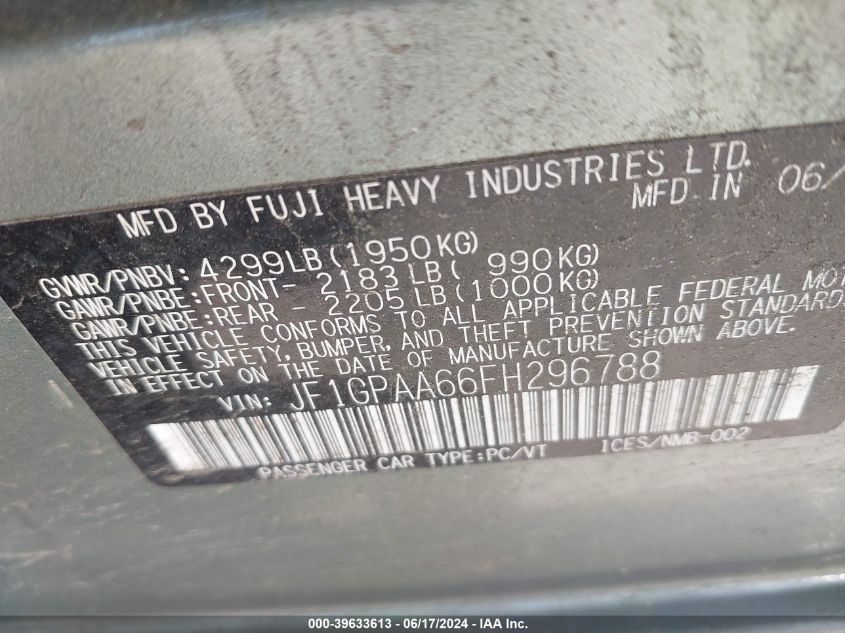 MFD BY FUJI HEAVY INDUSTRIES LTD.
MFD IN 06/
GVWR/PNBV: 4299LB(1950KG)
GAWR/PNBE:FRONT- 2183LB( 990KG)
GAWR/PNBE:REAR - 2205LB(1000KG)
THIS VEHICLE CONFORMS TO ALL APPLICABLE FEDERAL MOT
VEHICLE SAFETY, BUMPER, AND THEFT PREVENTION STANDARDS
IN EFFECT ON THE DATE OF MANUFACTURE SHOWN ABOVE.
VIN: JF1GPAA66FH296788
PASSENGER CAR TYPE:PC/VT ICES/NMB-002
000-39633613 - 06/17/2024 - IAA Inc.